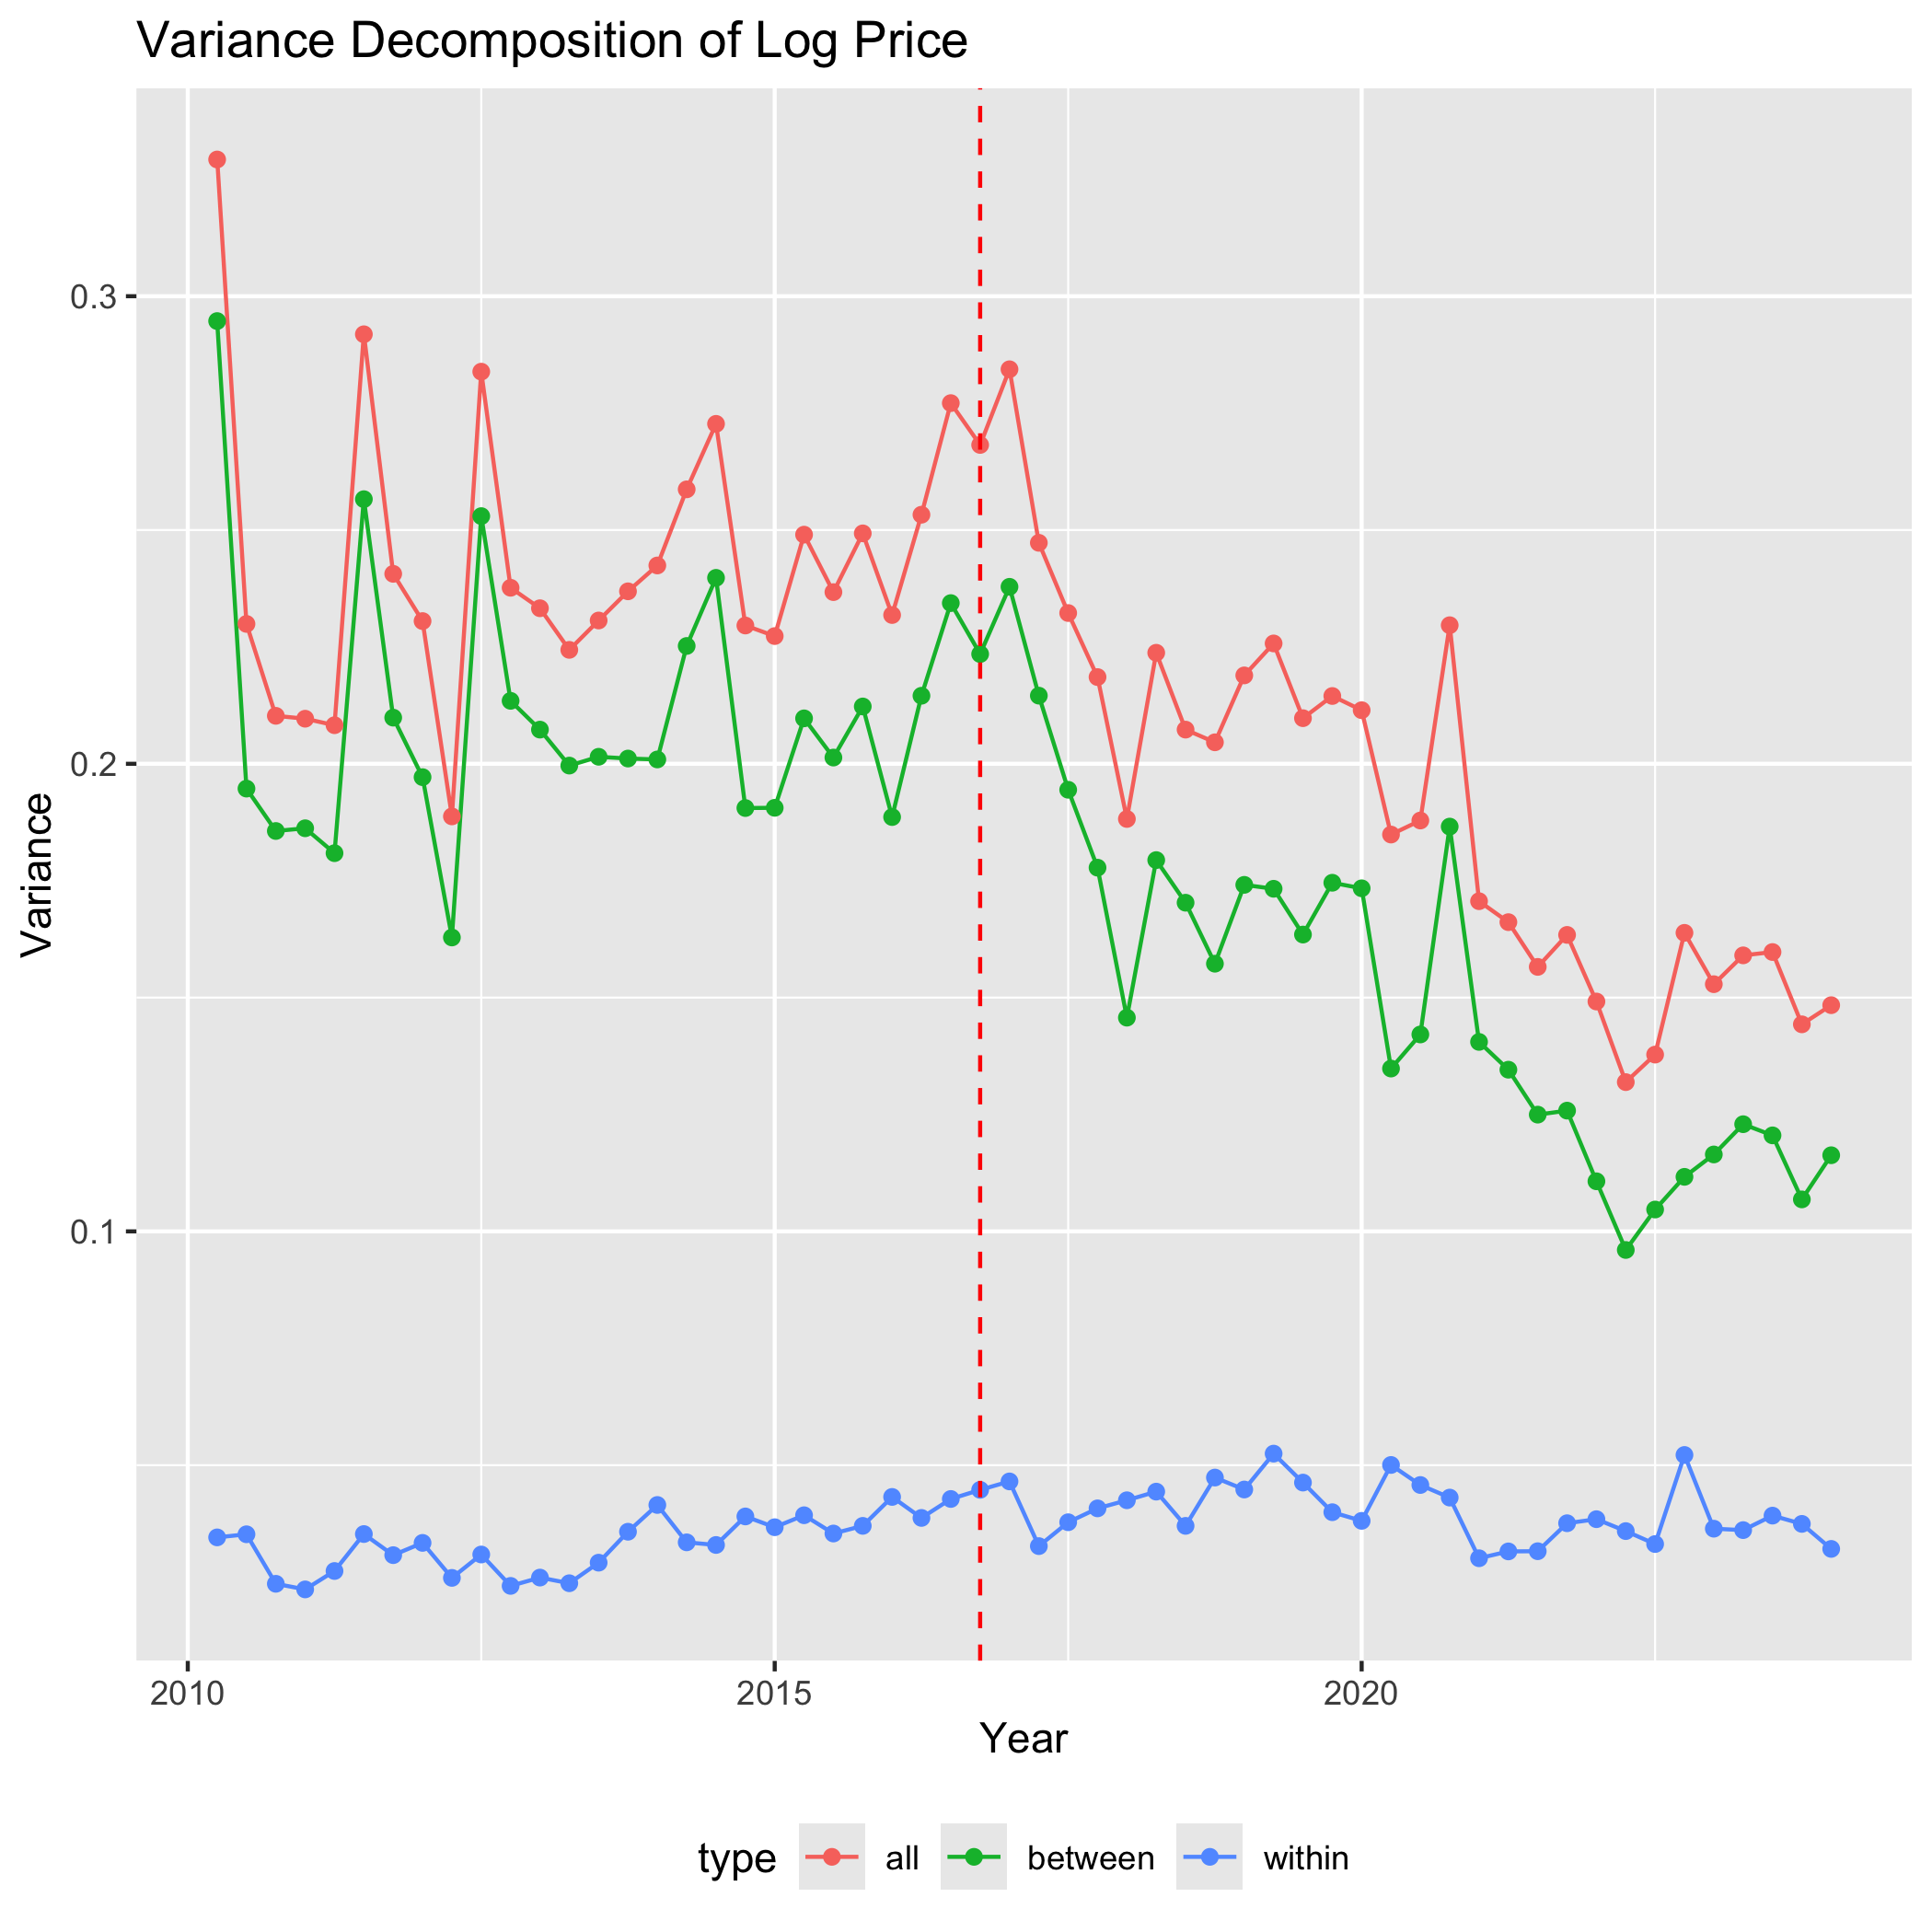 Variance Decomposition of Log Price
Variance
0.3
0.2
0.1
2010 2015 2020
Year
type all between within